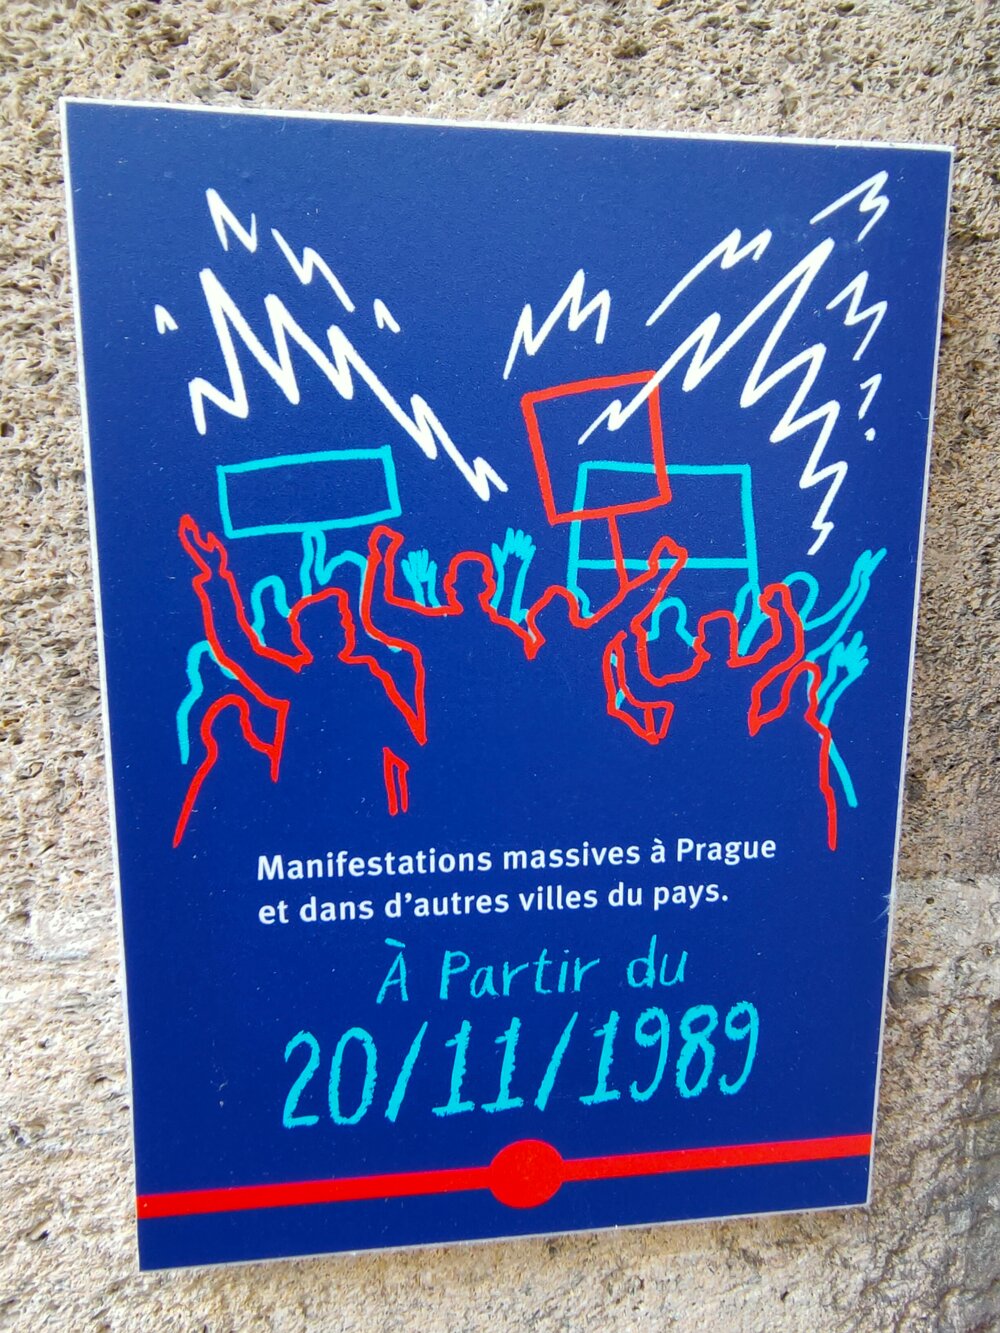 Manifestations massives à Prague
et dans d'autres villes du pays.
À Partir du
20/11/1989